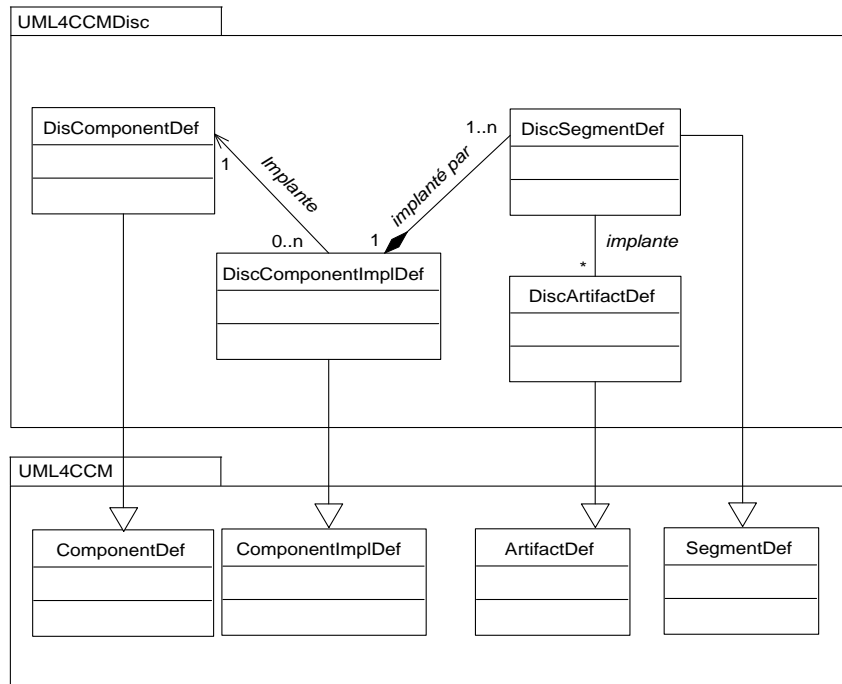 UML4CCMDisc
DisComponentDef
1
Implante
0..n
DiscComponentImplDef
1
implanté par
1..n
DiscSegmentDef
implante
*
DiscArtifactDef
UML4CCM
ComponentDef
ComponentImplDef
ArtifactDef
SegmentDef